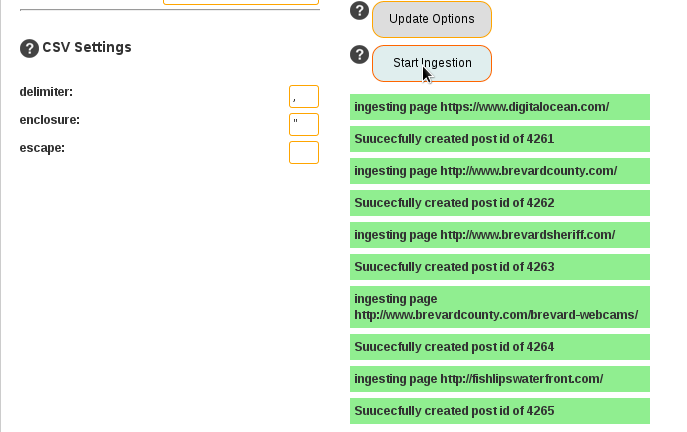 ? CSV Settings
delimiter: ,
enclosure: "
escape:
? Update Options
? Start Ingestion
ingesting page https://www.digitalocean.com/
Suucecfully created post id of 4261
ingesting page http://www.brevardcounty.com/
Suucecfully created post id of 4262
ingesting page http://www.brevardsheriff.com/
Suucecfully created post id of 4263
ingesting page
http://www.brevardcounty.com/brevard-webcams/
Suucecfully created post id of 4264
ingesting page http://fishlipswaterfront.com/
Suucecfully created post id of 4265